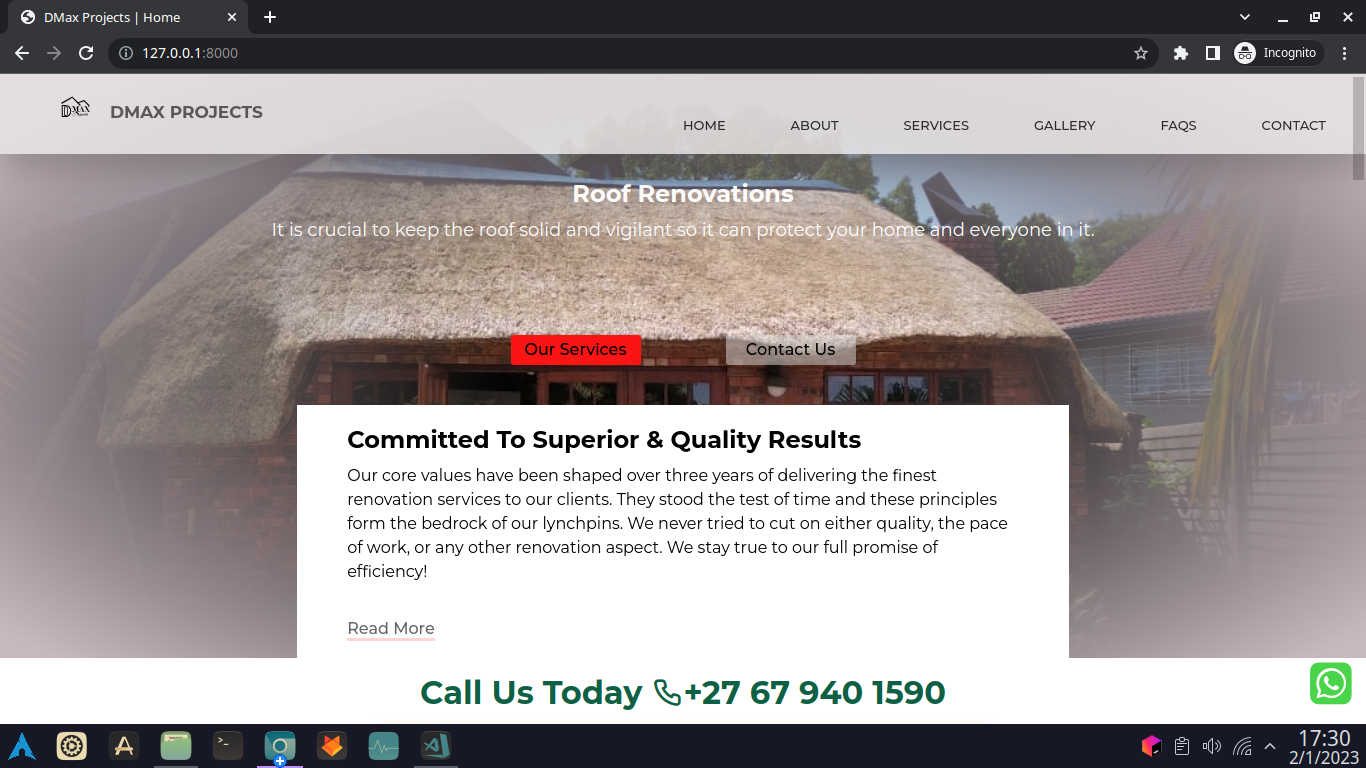 DMax Projects | Home
127.0.0.1:8000
Incognito
DMAX
DMAX PROJECTS
HOME ABOUT SERVICES GALLERY FAQS CONTACT
Roof Renovations
It is crucial to keep the roof solid and vigilant so it can protect your home and everyone in it.
Our Services
Contact Us
Committed To Superior & Quality Results
Our core values have been shaped over three years of delivering the finest
renovation services to our clients. They stood the test of time and these principles
form the bedrock of our lynchpins. We never tried to cut on either quality, the pace
of work, or any other renovation aspect. We stay true to our full promise of
efficiency!
Read More
Call Us Today +27 67 940 1590
17:30
2/1/2023